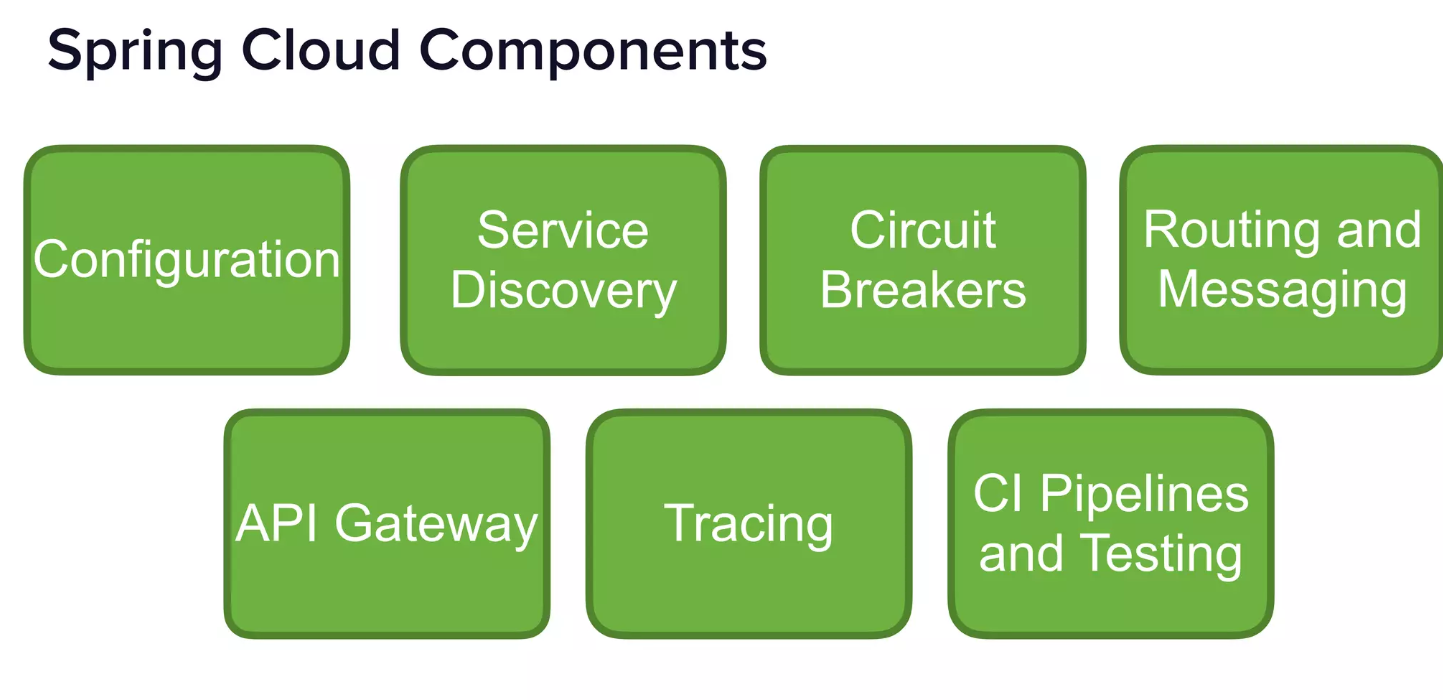 Spring Cloud Components
Configuration
Service
Discovery
Circuit
Breakers
Routing and
Messaging
API Gateway
Tracing
CI Pipelines
and Testing